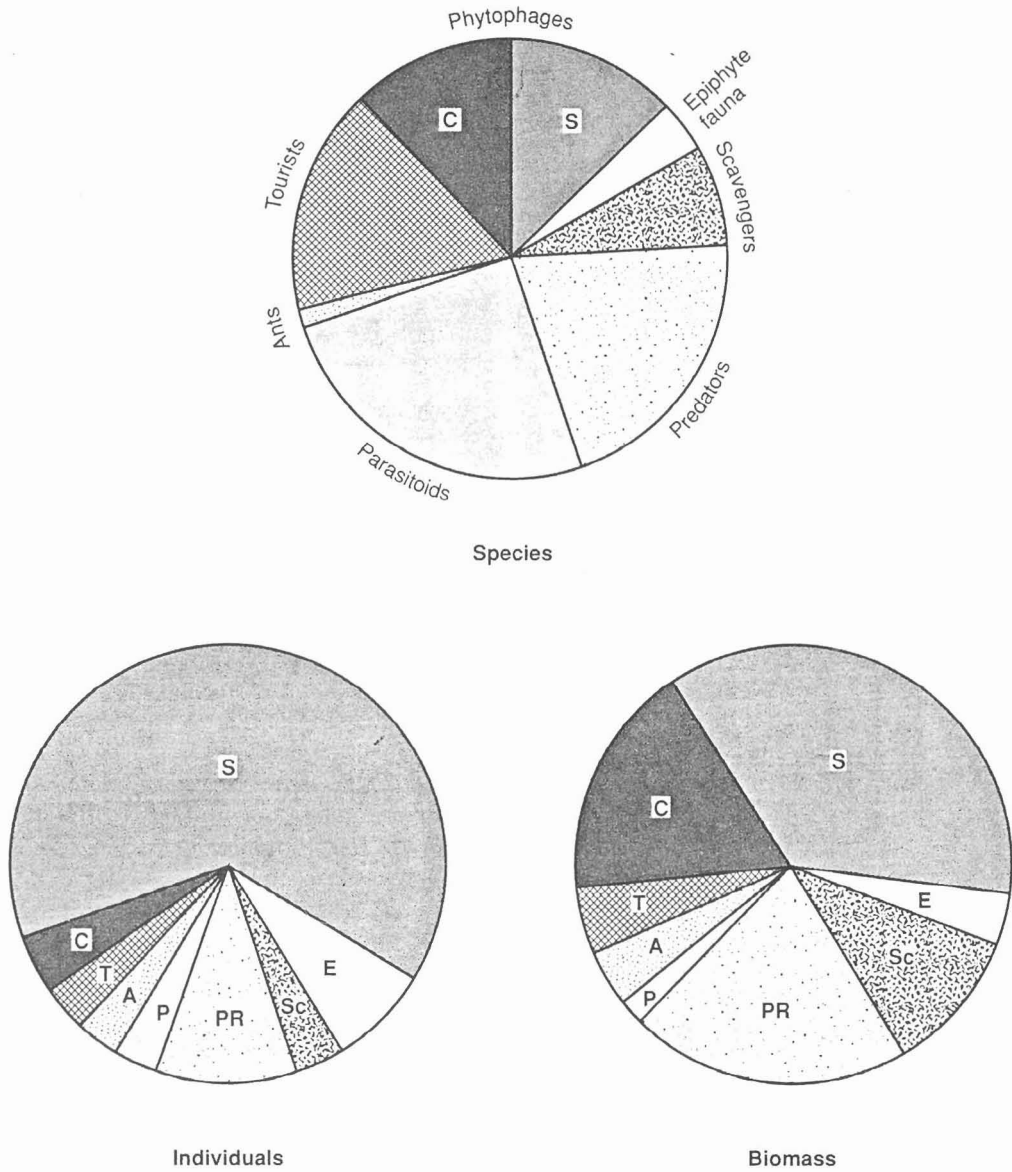 Phytophages
Epiphyte
fauna
Scavengers
Predators
Parasitoids
Ants
Tourists
C
S
Species
S
C
T
A
P
PR
Sc
E
Individuals
S
C
T
A
P
PR
Sc
E
Biomass